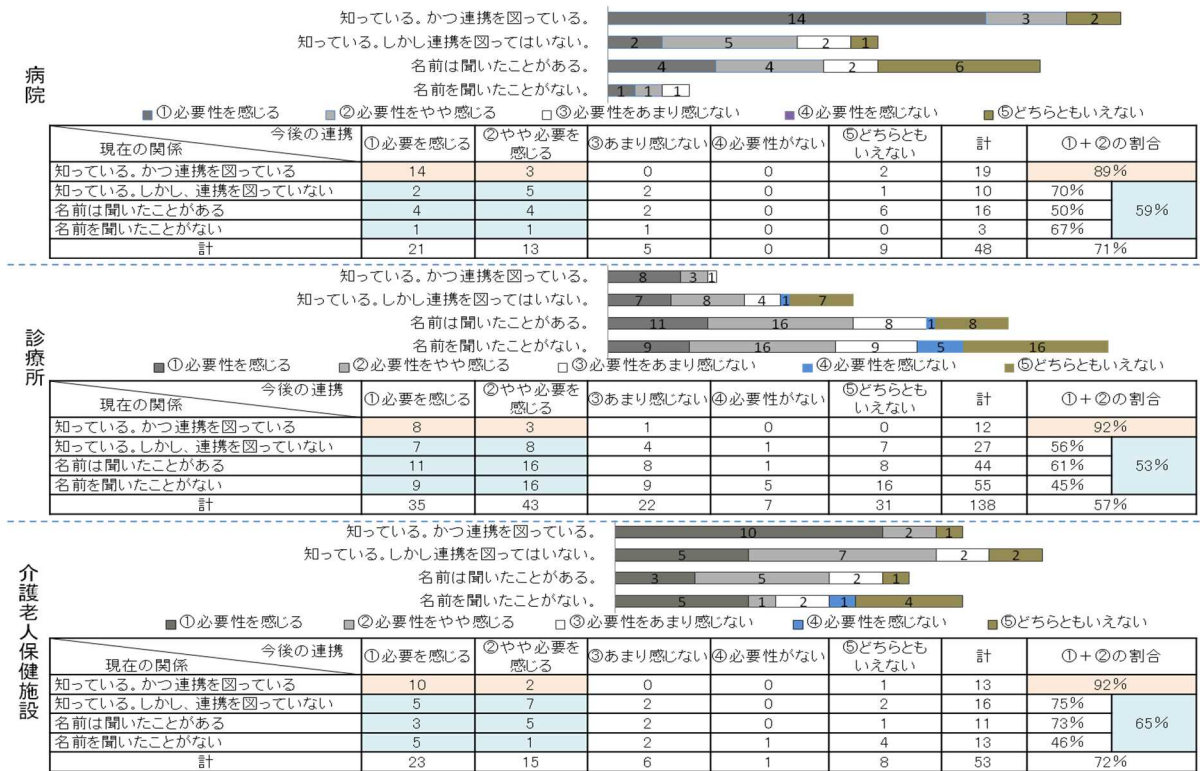 病院
知っている。かつ連携を図っている。 14 3 2
知っている。しかし連携を図ってはいない。 2 5 2 1
名前は聞いたことがある。 4 4 2 6
名前を聞いたことがない。 1 1 1
①必要性を感じる ②必要性をやや感じる ③必要性をあまり感じない ④必要性を感じない ⑤どちらともいえない
今後の連携 現在の関係 ①必要を感じる ②やや必要を感じる ③あまり感じない ④必要性がない ⑤どちらともいえない 計 ①+②の割合
知っている。かつ連携を図っている 14 3 0 0 2 19 89%
知っている。しかし、連携を図っていない 2 5 2 0 1 10 70% 59%
名前は聞いたことがある 4 4 2 0 6 16 50%
名前を聞いたことがない 1 1 1 0 0 3 67%
計 21 13 5 0 9 48 71%
診療所
知っている。かつ連携を図っている。 8 3 1
知っている。しかし連携を図ってはいない。 7 8 4 1 7
名前は聞いたことがある。 11 16 8 1 8
名前を聞いたことがない。 9 16 9 5 16
①必要性を感じる ②必要性をやや感じる ③必要性をあまり感じない ④必要性を感じない ⑤どちらともいえない
今後の連携 現在の関係 ①必要を感じる ②やや必要を感じる ③あまり感じない ④必要性がない ⑤どちらともいえない 計 ①+②の割合
知っている。かつ連携を図っている 8 3 1 0 0 12 92%
知っている。しかし、連携を図っていない 7 8 4 1 7 27 56% 53%
名前は聞いたことがある 11 16 8 1 8 44 61%
名前を聞いたことがない 9 16 9 5 16 55 45%
計 35 43 22 7 31 138 57%
介護老人保健施設
知っている。かつ連携を図っている。 10 2 1
知っている。しかし連携を図ってはいない。 5 7 2 2
名前は聞いたことがある。 3 5 2 1
名前を聞いたことがない。 5 1 2 1 4
①必要性を感じる ②必要性をやや感じる ③必要性をあまり感じない ④必要性を感じない ⑤どちらともいえない
今後の連携 現在の関係 ①必要を感じる ②やや必要を感じる ③あまり感じない ④必要性がない ⑤どちらともいえない 計 ①+②の割合
知っている。かつ連携を図っている 10 2 0 0 1 13 92%
知っている。しかし、連携を図っていない 5 7 2 0 2 16 75% 65%
名前は聞いたことがある 3 5 2 0 1 11 73%
名前を聞いたことがない 5 1 2 1 4 13 46%
計 23 15 6 1 8 53 72%